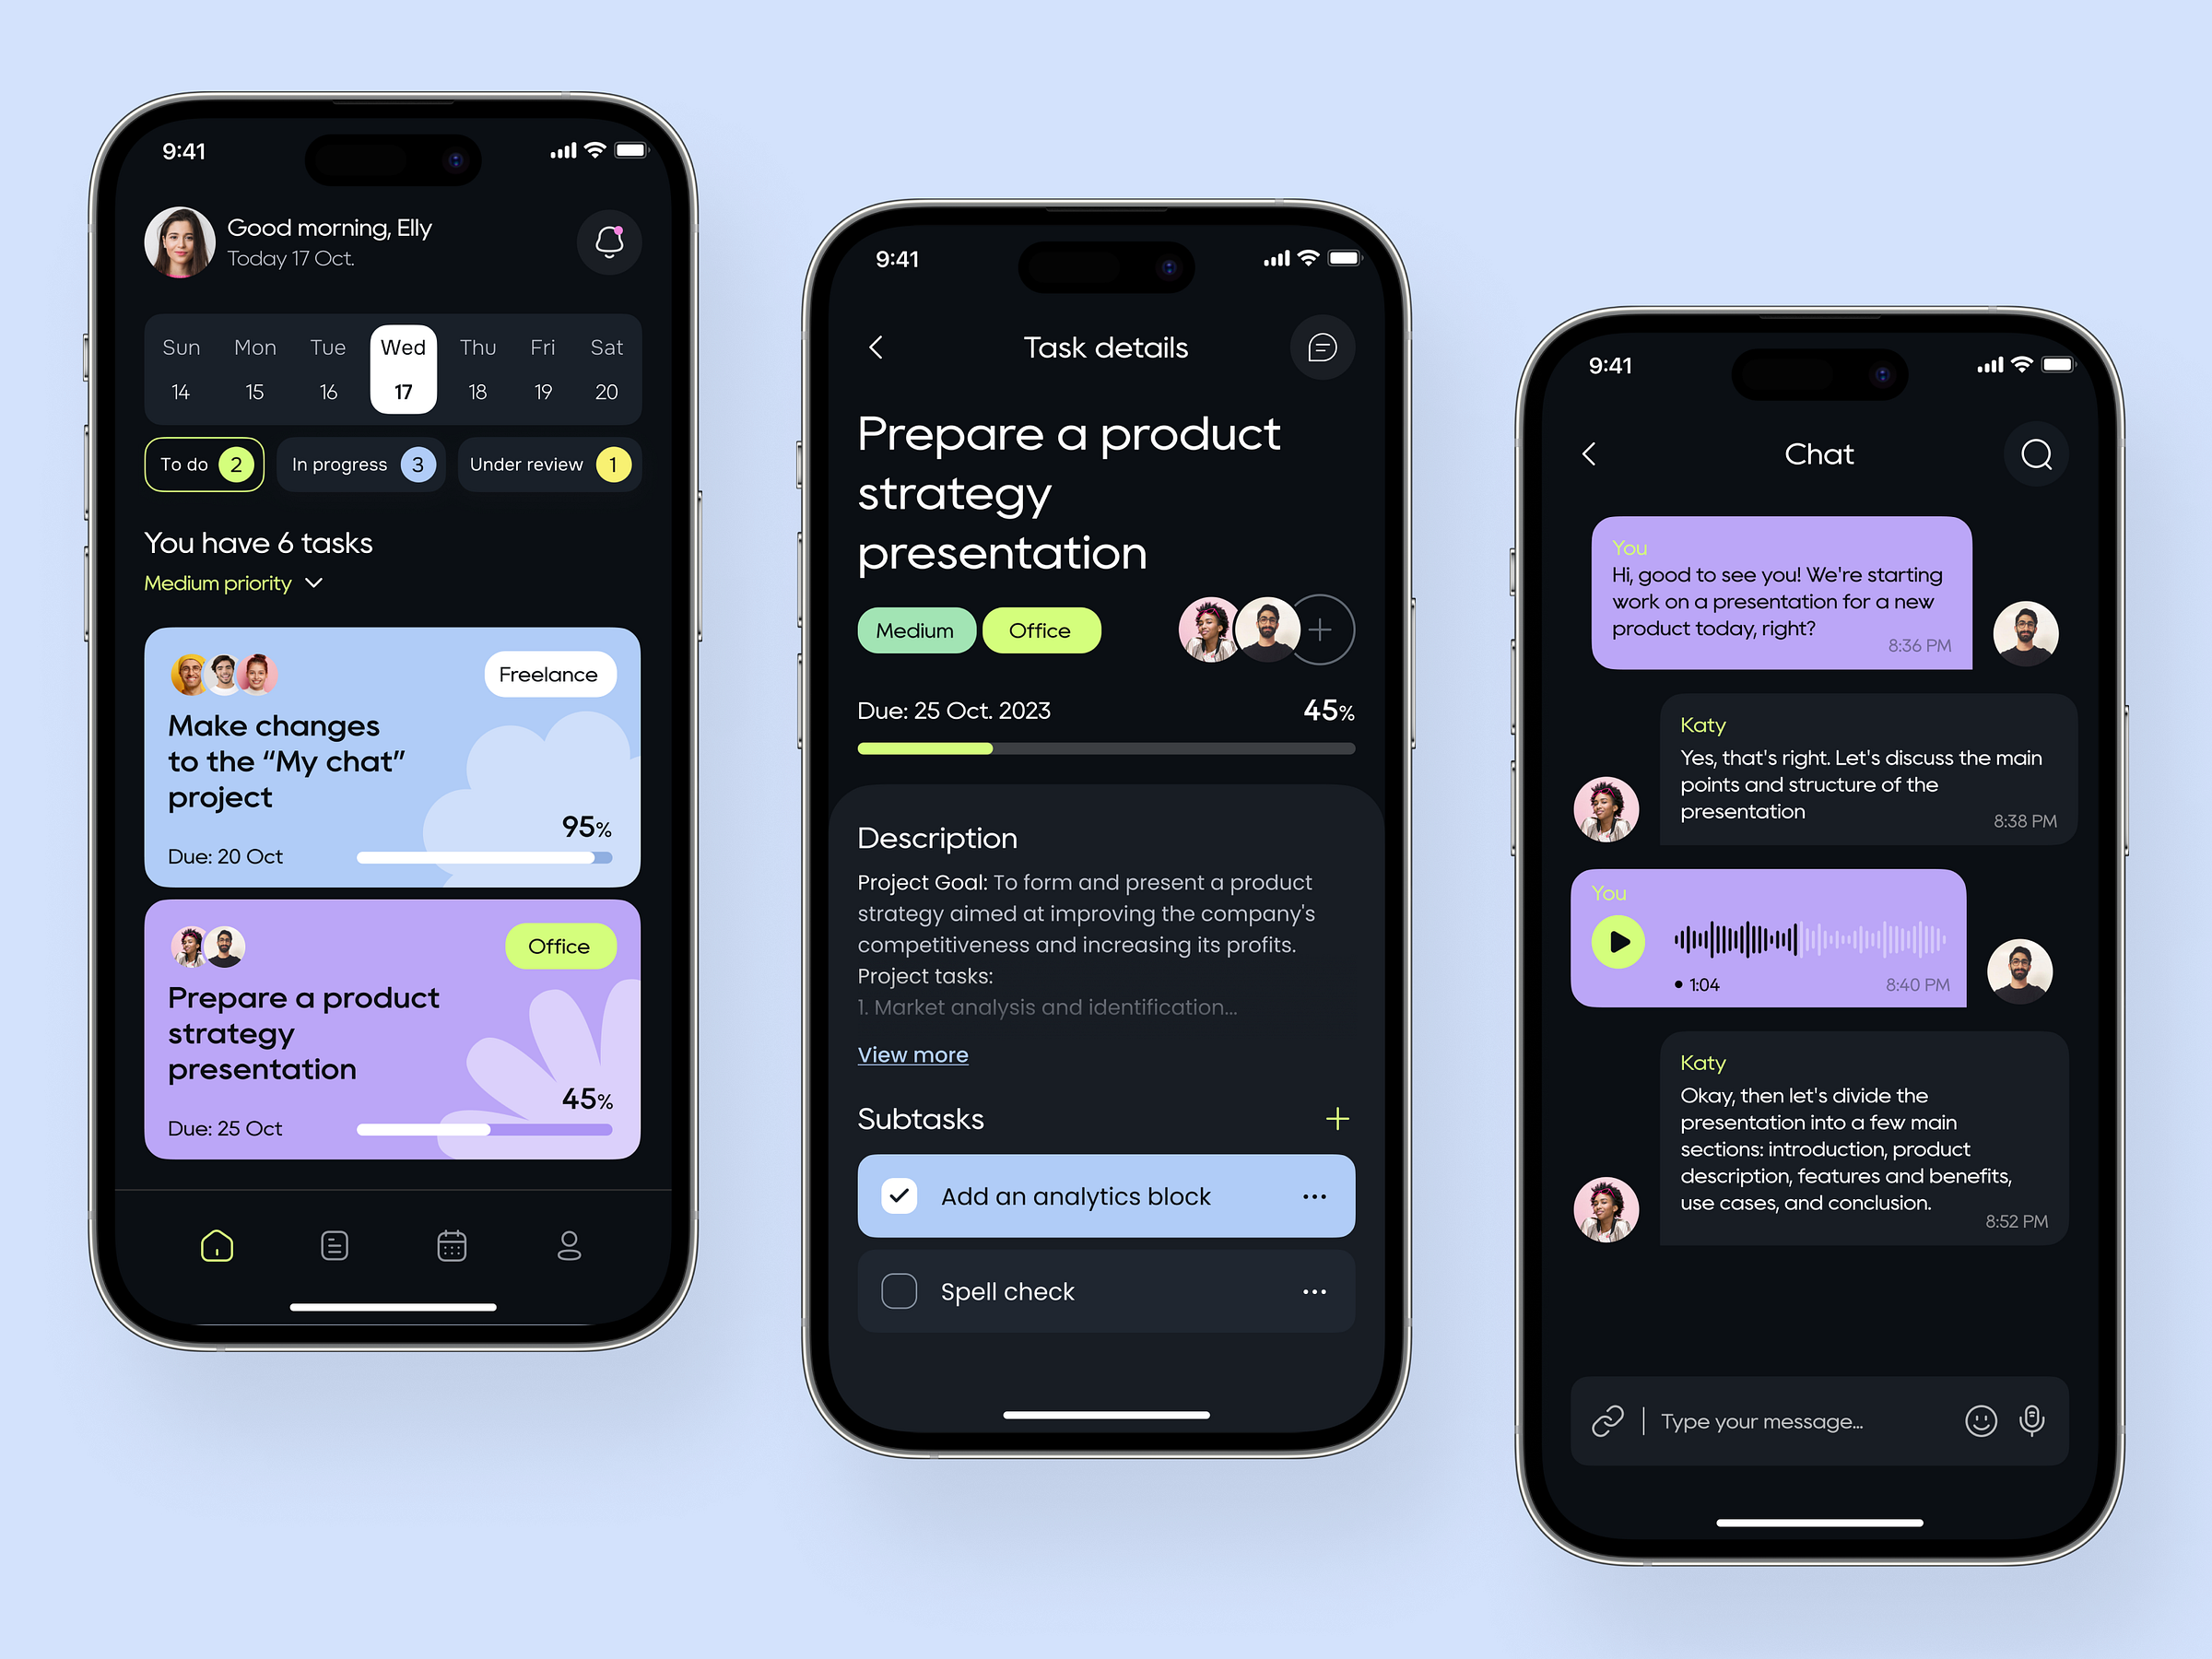 9:41
Good morning, Elly
Today 17 Oct.
Sun Mon Tue Wed Thu Fri Sat
14 15 16 17 18 19 20
To do 2 In progress 3 Under review 1
You have 6 tasks
Medium priority
Freelance
Make changes
to the “My chat”
project
95%
Due: 20 Oct
Office
Prepare a product
strategy
presentation
45%
Due: 25 Oct
9:41
Task details
Prepare a product
strategy
presentation
Medium Office
Due: 25 Oct. 2023 45%
Description
Project Goal: To form and present a product
strategy aimed at improving the company's
competitiveness and increasing its profits.
Project tasks:
1. Market analysis and identification...
View more
Subtasks
Add an analytics block
Spell check
9:41
Chat
You
Hi, good to see you! We're starting
work on a presentation for a new
product today, right?
8:36 PM
Katy
Yes, that's right. Let's discuss the main
points and structure of the
presentation
8:38 PM
You
1:04 8:40 PM
Katy
Okay, then let's divide the
presentation into a few main
sections: introduction, product
description, features and benefits,
use cases, and conclusion.
8:52 PM
Type your message...